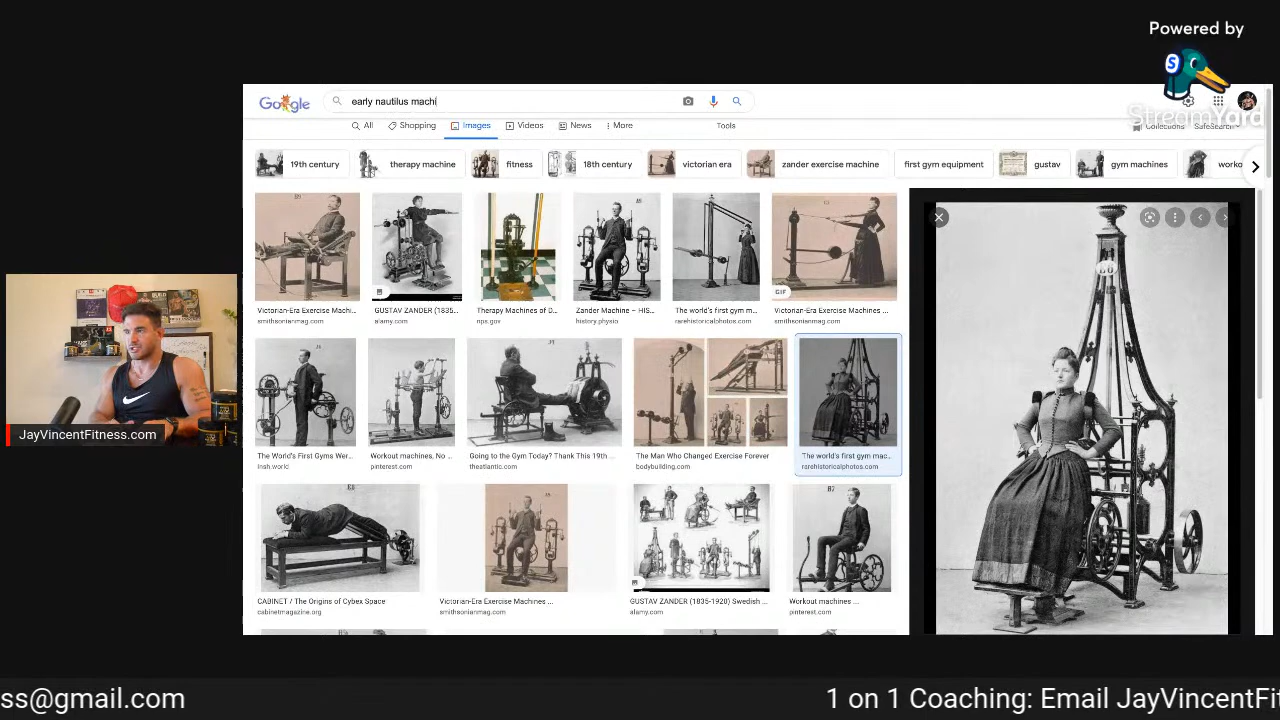 Powered by
S
StreamYard
Google
early nautilus machi
All
Shopping
Images
Videos
News
More
Tools
Collections
SafeSearch
19th century
therapy machine
fitness
18th century
victorian era
zander exercise machine
first gym equipment
gustav
gym machines
worko
Victorian-Era Exercise Machi...
smithsonianmag.com
GUSTAV ZANDER (1835...
alamy.com
Therapy Machines of D...
nps.gov
Zander Machine – HIS...
history.physio
The world's first gym m...
rarehistoricalphotos.com
GIF
Victorian-Era Exercise Machines ...
smithsonianmag.com
The World's First Gyms Wer...
insh.world
Workout machines, No ...
pinterest.com
Going to the Gym Today? Thank This 19th ...
theatlantic.com
The Man Who Changed Exercise Forever
bodybuilding.com
The world's first gym mac...
rarehistoricalphotos.com
CABINET / The Origins of Cybex Space
cabinetmagazine.org
Victorian-Era Exercise Machines ...
smithsonianmag.com
GUSTAV ZANDER (1835-1920) Swedish ...
alamy.com
Workout machines ...
pinterest.com
JayVincentFitness.com
ss@gmail.com
1 on 1 Coaching: Email JayVincentFit